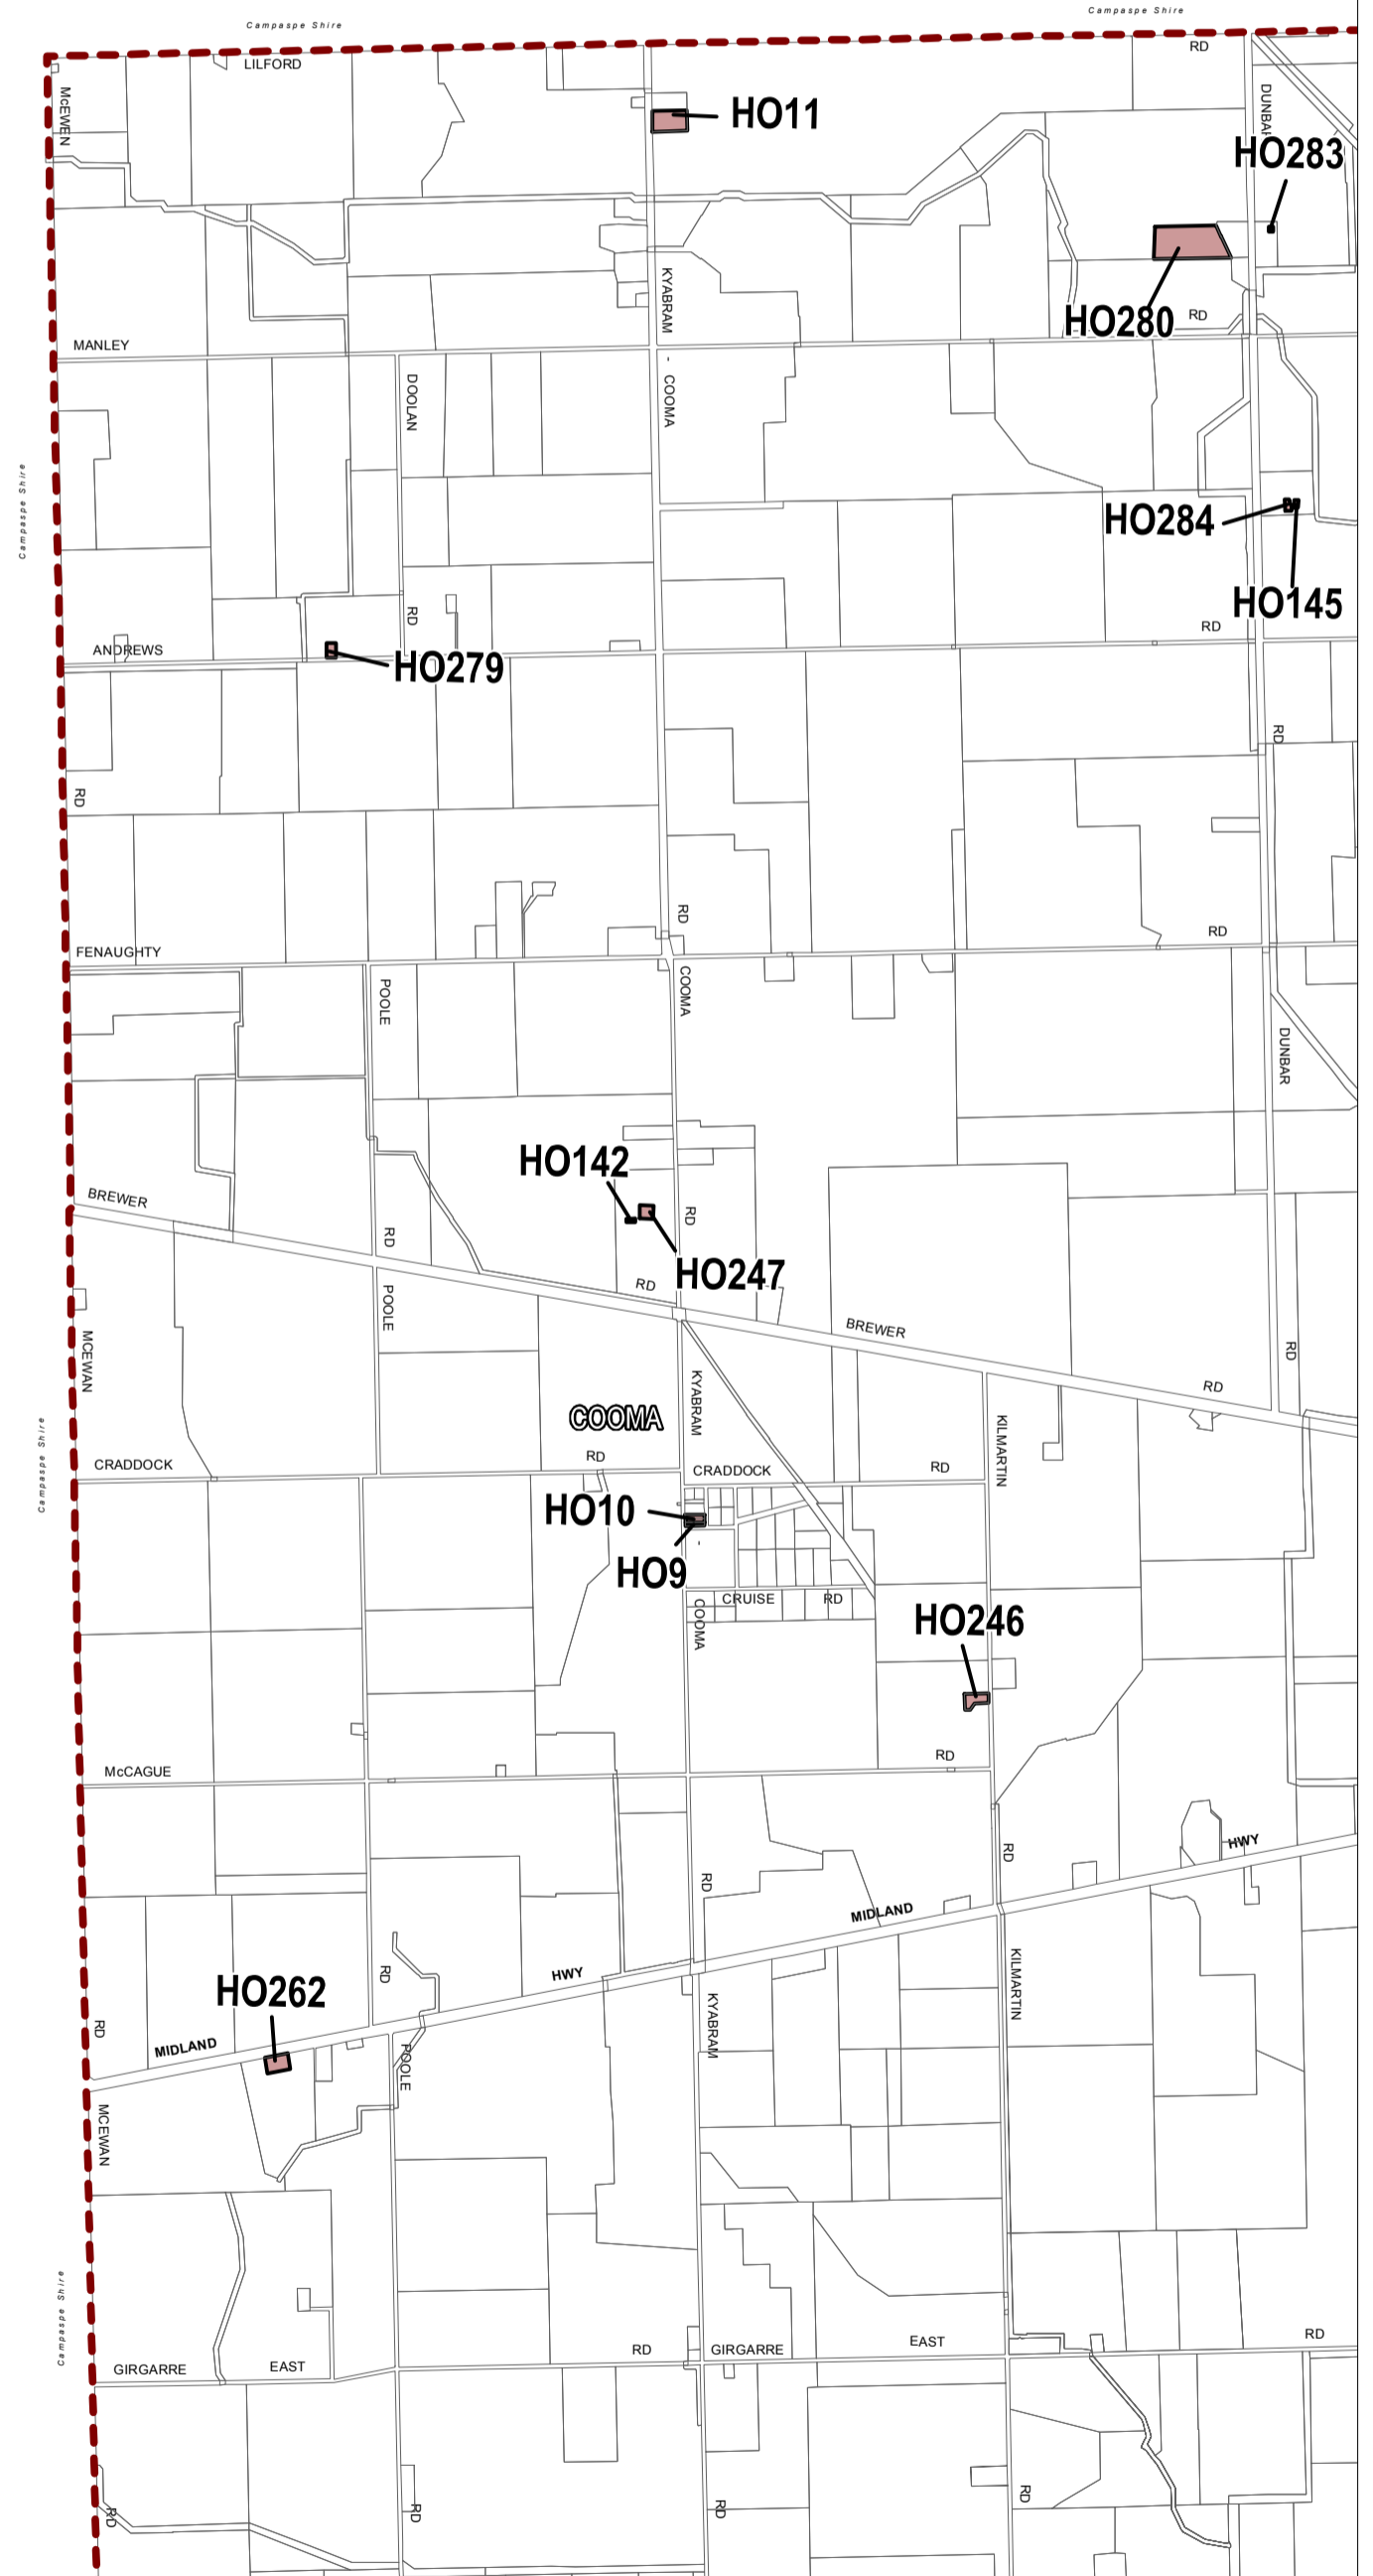 Campaspe Shire
Campaspe Shire
RD
LILFORD
McEWEN
DUNBAR
HO11
HO283
KYABRAM
HO280
RD
MANLEY
-
COOMA
DOOLAN
Campaspe Shire
HO284
HO145
RD
RD
ANDREWS
HO279
RD
RD
RD
RD
FENAUGHTY
COOMA
POOLE
DUNBAR
HO142
BREWER
RD
RD
HO247
RD
POOLE
BREWER
MCEWAN
RD
KYABRAM
RD
COOMA
KILMARTIN
Campaspe Shire
RD
CRADDOCK
CRADDOCK
RD
HO10
-
HO9
CRUISE
RD
COOMA
HO246
RD
McCAGUE
HWY
RD
RD
MIDLAND
HWY
RD
KILMARTIN
HO262
KYABRAM
RD
MIDLAND
POOLE
MCEWAN
Campaspe Shire
RD
EAST
RD
GIRGARRE
GIRGARRE
EAST
RD
RD
RD
RD